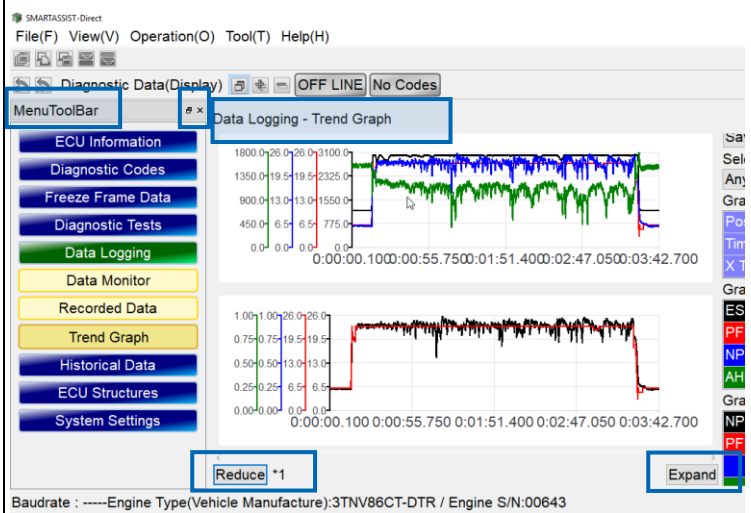 SMARTASSIST-Direct
File(F) View(V) Operation(O) Tool(T) Help(H)
Diagnostic Data(Display) OFF LINE No Codes
MenuToolBar
Data Logging - Trend Graph
ECU Information
Diagnostic Codes
Freeze Frame Data
Diagnostic Tests
Data Logging
Data Monitor
Recorded Data
Trend Graph
Historical Data
ECU Structures
System Settings
1800.0 26.0 26.0 3100.0
1350.0 19.5 19.5 2325.0
900.0 13.0 13.0 1550.0
450.0 6.5 6.5 775.0
0.0 0.0 0.0 0.0
0:00:00.100 0:00:55.750 0:01:51.400 0:02:47.050 0:03:42.700
1.00 1.00 26.0 26.0
0.75 0.75 19.5 19.5
0.50 0.50 13.0 13.0
0.25 0.25 6.5 6.5
0.00 0.00 0.0 0.0
0:00:00.100 0:00:55.750 0:01:51.400 0:02:47.050 0:03:42.700
Sav
Sel
Any
Gra
Pos
Tim
X T
Gra
ES
PF
NP
AH
Gra
NP
PF
Reduce *1
Expand
Baudrate : -----Engine Type(Vehicle Manufacture):3TNV86CT-DTR / Engine S/N:00643